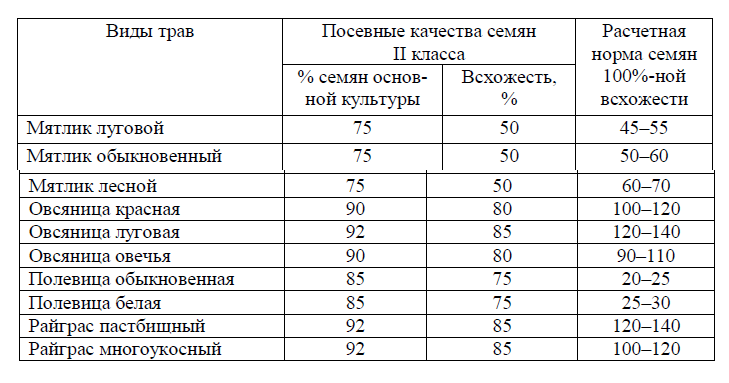 Виды трав Посевные качества семян Расчетная
II класса норма семян
% семян основ- Всхожесть, 100%-ной
ной культуры % всхожести
Мятлик луговой 75 50 45–55
Мятлик обыкновенный 75 50 50–60
Мятлик лесной 75 50 60–70
Овсяница красная 90 80 100–120
Овсяница луговая 92 85 120–140
Овсяница овечья 90 80 90–110
Полевица обыкновенная 85 75 20–25
Полевица белая 85 75 25–30
Райграс пастбищный 92 85 120–140
Райграс многоукосный 92 85 100–120